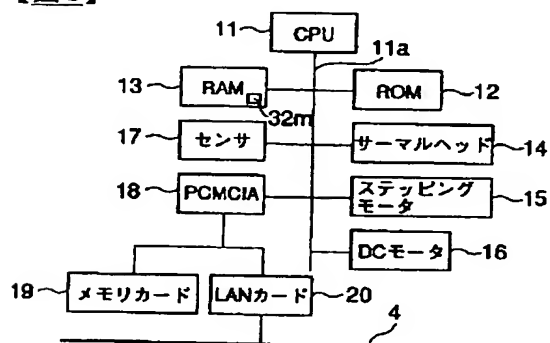 11 CPU
11a
13 RAM ROM 12
32m
17 センサ サーマルヘッド 14
18 PCMCIA ステッピング
モータ 15
DCモータ 16
19 メモリカード LANカード 20
4